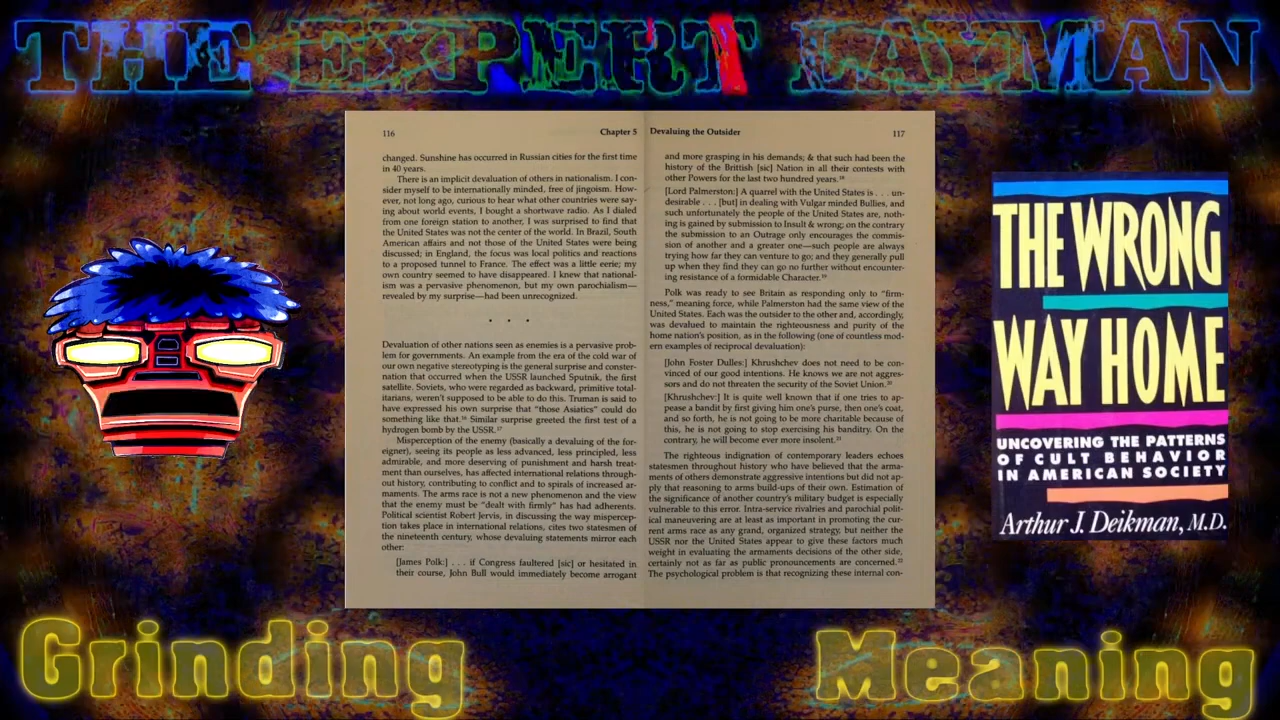 THE EXPERT LAYMAN
116
Chapter 5
changed. Sunshine has occurred in Russian cities for the first time
in 40 years.
There is an implicit devaluation of others in nationalism. I con-
sider myself to be internationally minded, free of jingoism. How-
ever, not long ago, curious to hear what other countries were say-
ing about world events, I bought a shortwave radio. As I dialed
from one foreign station to another, I was surprised to find that
the United States was not the center of the world. In Brazil, South
American affairs and not those of the United States were being
discussed; in England, the focus was local politics and reactions
to a proposed tunnel to France. The effect was a little eerie; my
own country seemed to have disappeared. I knew that national-
ism was a pervasive phenomenon, but my own parochialism—
revealed by my surprise—had been unrecognized.
. . .
Devaluation of other nations seen as enemies is a pervasive prob-
lem for governments. An example from the era of the cold war of
our own negative stereotyping is the general surprise and conster-
nation that occurred when the USSR launched Sputnik, the first
satellite. Soviets, who were regarded as backward, primitive total-
itarians, weren't supposed to be able to do this. Truman is said to
have expressed his own surprise that "those Asiatics" could do
something like that.16 Similar surprise greeted the first test of a
hydrogen bomb by the USSR.17
Misperception of the enemy (basically a devaluing of the for-
eigner), seeing its people as less advanced, less principled, less
admirable, and more deserving of punishment and harsh treat-
ment than ourselves, has affected international relations through-
out history, contributing to conflict and to spirals of increased ar-
maments. The arms race is not a new phenomenon and the view
that the enemy must be "dealt with firmly" has had adherents.
Political scientist Robert Jervis, in discussing the way mispercep-
tion takes place in international relations, cites two statesmen of
the nineteenth century, whose devaluing statements mirror each
other:
[James Polk:] . . . if Congress faultered [sic] or hesitated in
their course, John Bull would immediately become arrogant
Devaluing the Outsider
117
and more grasping in his demands; & that such had been the
history of the Brittish [sic] Nation in all their contests with
other Powers for the last two hundred years.18
[Lord Palmerston:] A quarrel with the United States is . . . un-
desirable . . . [but] in dealing with Vulgar minded Bullies, and
such unfortunately the people of the United States are, noth-
ing is gained by submission to Insult & wrong; on the contrary
the submission to an Outrage only encourages the commis-
sion of another and a greater one—such people are always
trying how far they can venture to go; and they generally pull
up when they find they can go no further without encounter-
ing resistance of a formidable Character.19
Polk was ready to see Britain as responding only to "firm-
ness," meaning force, while Palmerston had the same view of the
United States. Each was the outsider to the other and, accordingly,
was devalued to maintain the righteousness and purity of the
home nation's position, as in the following (one of countless mod-
ern examples of reciprocal devaluation):
[John Foster Dulles:] Khrushchev does not need to be con-
vinced of our good intentions. He knows we are not aggres-
sors and do not threaten the security of the Soviet Union.20
[Khrushchev:] It is quite well known that if one tries to ap-
pease a bandit by first giving him one's purse, then one's coat,
and so forth, he is not going to be more charitable because of
this, he is not going to stop exercising his banditry. On the
contrary, he will become ever more insolent.21
The righteous indignation of contemporary leaders echoes
statesmen throughout history who have believed that the arma-
ments of others demonstrate aggressive intentions but did not ap-
ply that reasoning to arms build-ups of their own. Estimation of
the significance of another country's military budget is especially
vulnerable to this error. Intra-service rivalries and parochial polit-
ical maneuvering are at least as important in promoting the cur-
rent arms race as any grand, organized strategy, but neither the
USSR nor the United States appear to give these factors much
weight in evaluating the armaments decisions of the other side,
certainly not as far as public pronouncements are concerned.22
The psychological problem is that recognizing these internal con-
THE WRONG
WAY HOME
UNCOVERING THE PATTERNS
OF CULT BEHAVIOR
IN AMERICAN SOCIETY
Arthur J. Deikman, M.D.
Grinding
Meaning